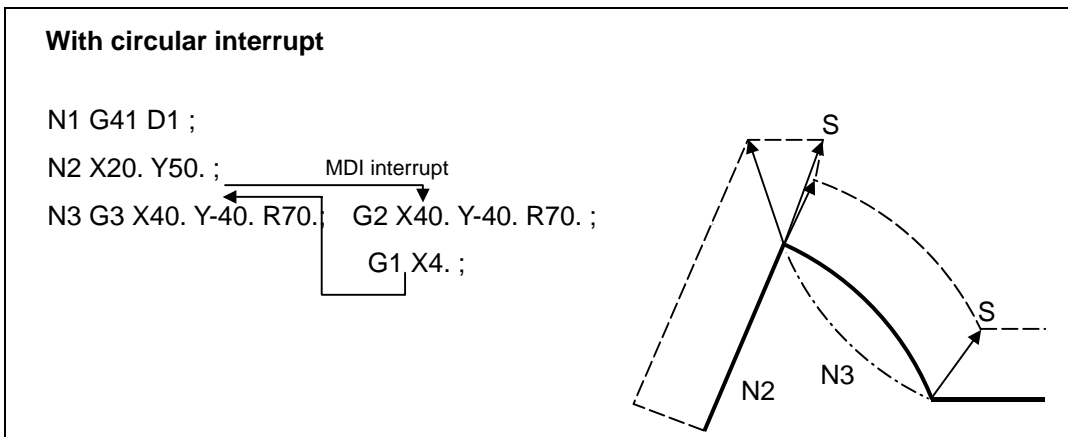 With circular interrupt
N1 G41 D1 ;
N2 X20. Y50. ;
MDI interrupt
N3 G3 X40. Y-40. R70.; G2 X40. Y-40. R70. ;
G1 X4. ;
S
S
N3
N2